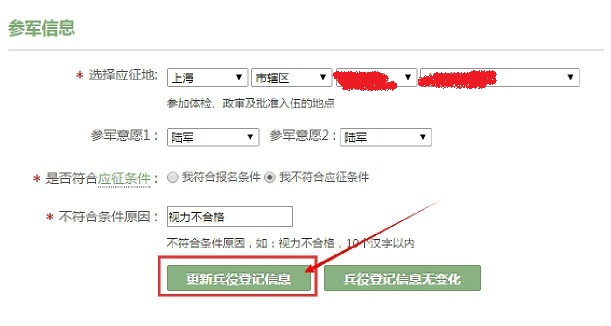 参军信息
* 选择应征地: 上海 市辖区
参加体检、政审及批准入伍的地点
参军意愿1: 陆军 参军意愿2: 陆军
* 是否符合应征条件: 我符合报名条件 我不符合应征条件
* 不符合条件原因: 视力不合格
不符合条件原因，如：视力不合格，10个汉字以内
更新兵役登记信息 兵役登记信息无变化